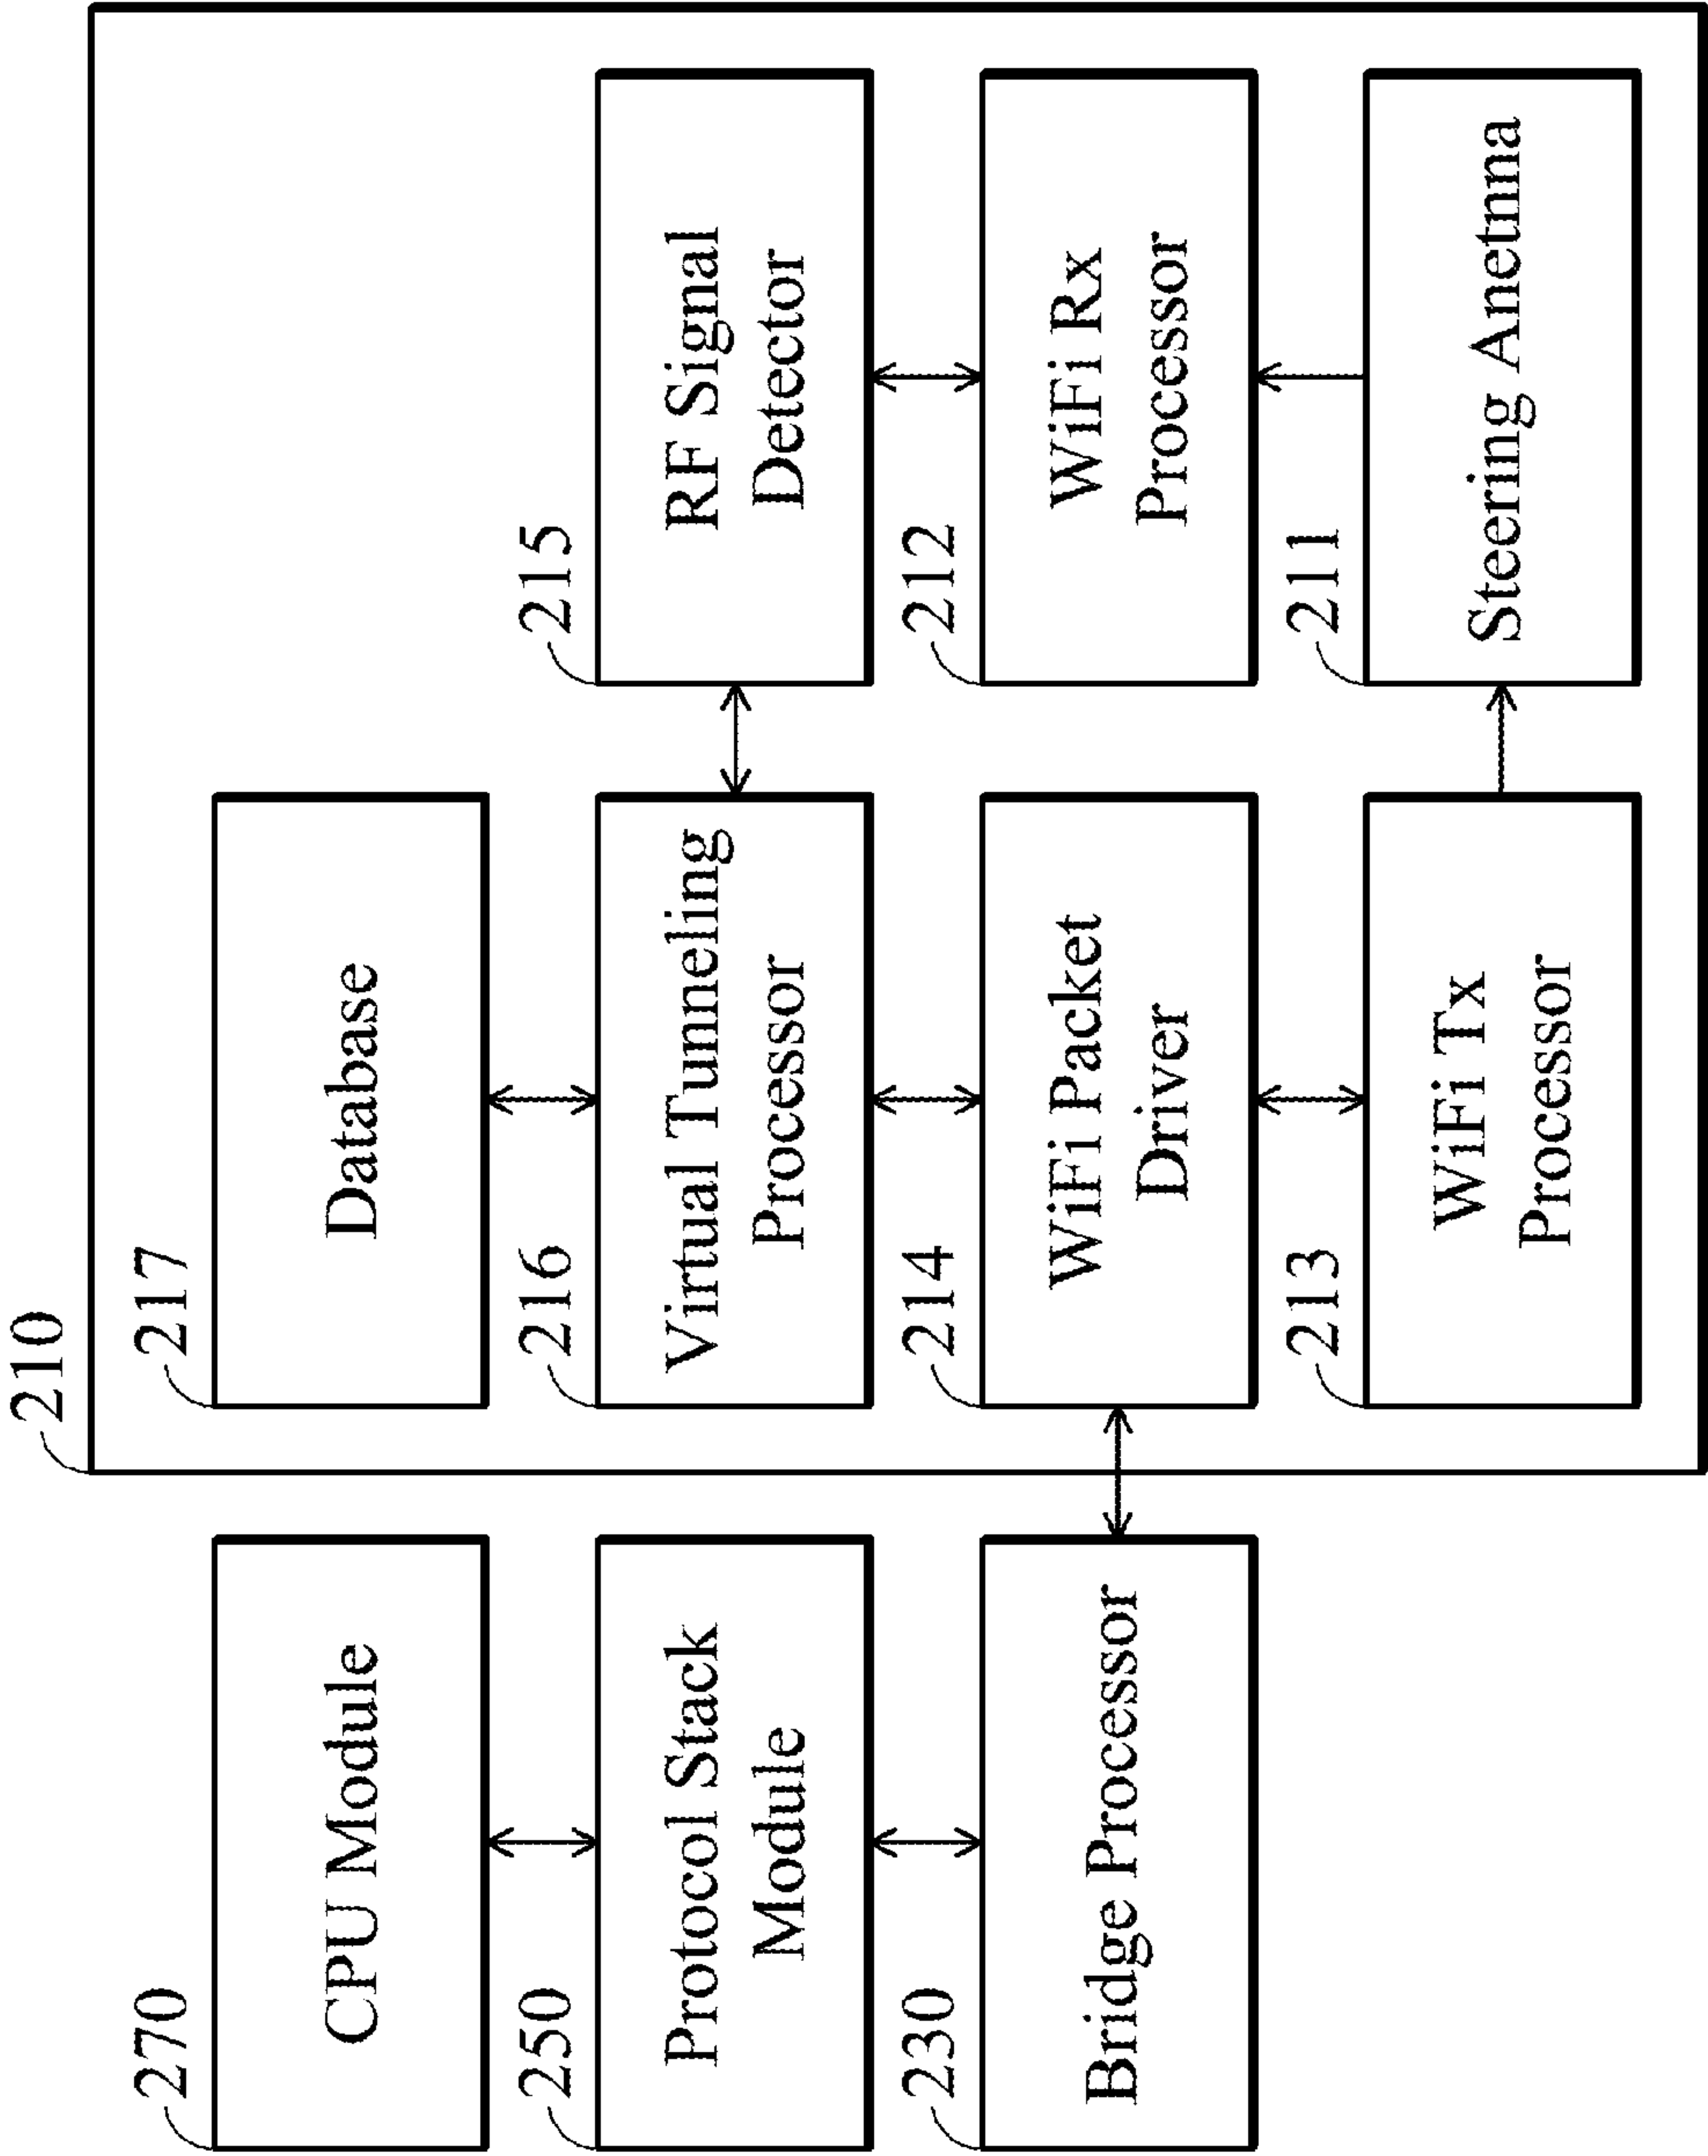 210
270
CPU Module
217
Database
250
Protocol Stack
Module
216
Virtual Tunneling
Processor
215
RF Signal
Detector
230
Bridge Processor
214
WiFi Packet
Driver
212
WiFi Rx
Processor
213
WiFi Tx
Processor
211
Steering Anetnna